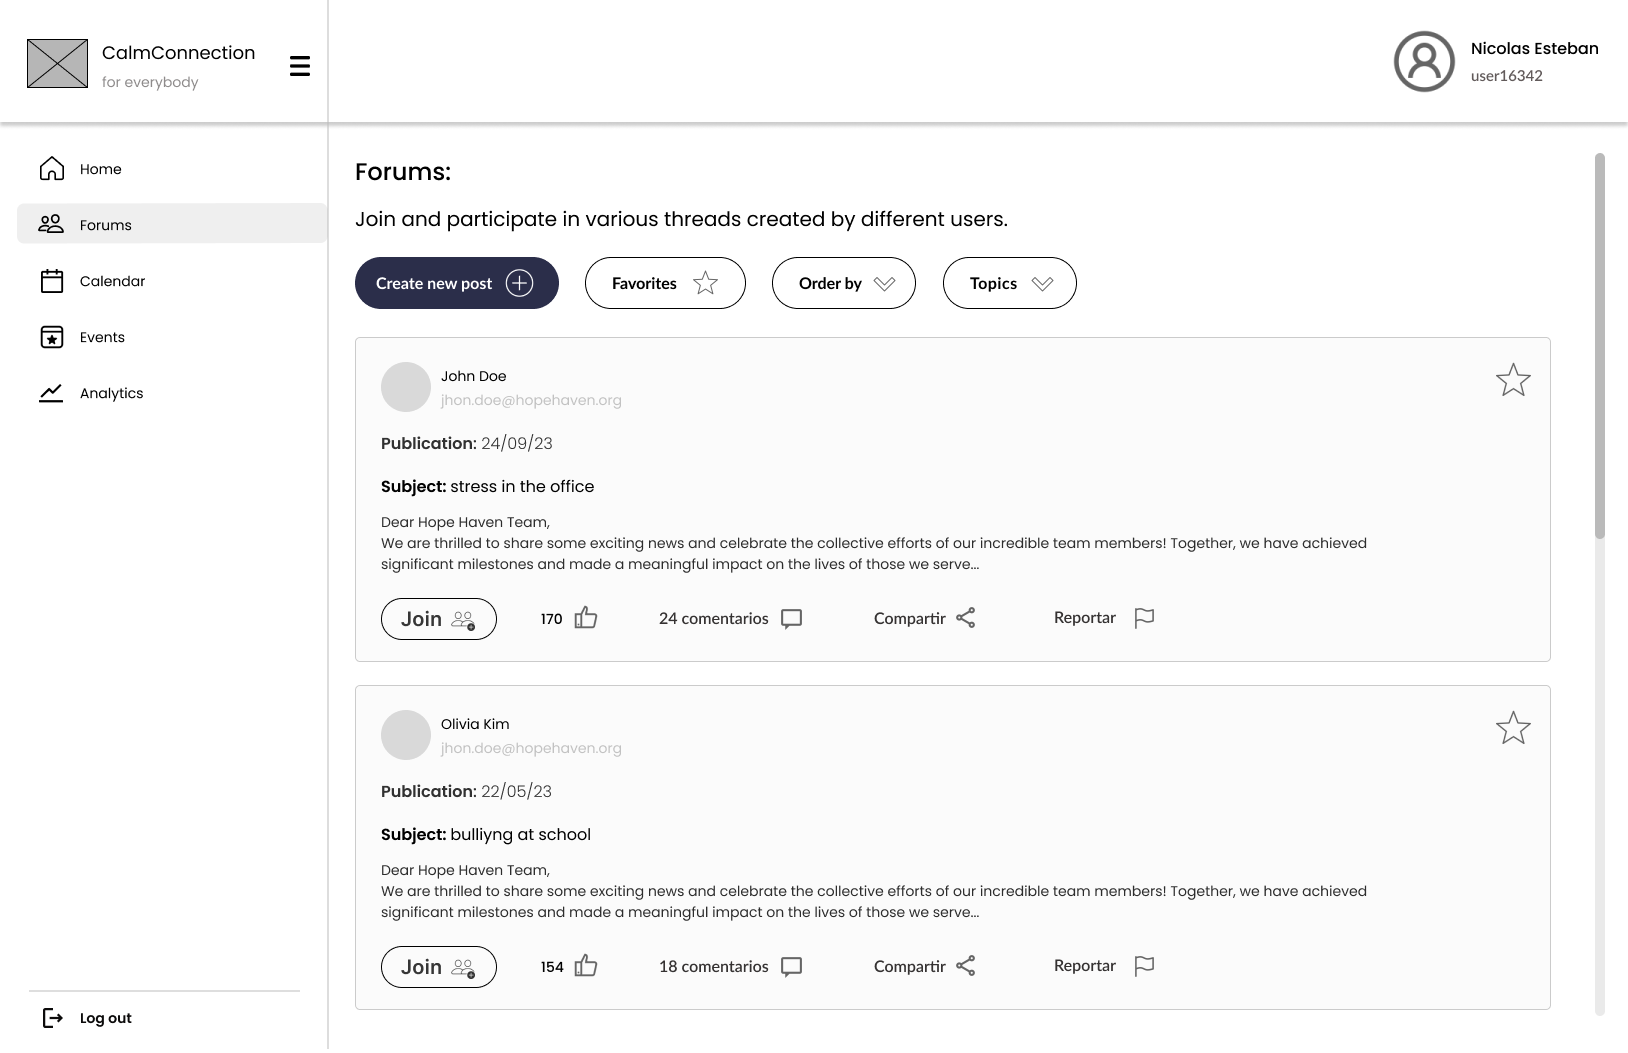 CalmConnection
for everybody
Nicolas Esteban
user16342
Home
Forums
Calendar
Events
Analytics
Log out
Forums:
Join and participate in various threads created by different users.
Create new post
Favorites
Order by
Topics
John Doe
jhon.doe@hopehaven.org
Publication: 24/09/23
Subject: stress in the office
Dear Hope Haven Team,
We are thrilled to share some exciting news and celebrate the collective efforts of our incredible team members! Together, we have achieved
significant milestones and made a meaningful impact on the lives of those we serve...
Join
170
24 comentarios
Compartir
Reportar
Olivia Kim
jhon.doe@hopehaven.org
Publication: 22/05/23
Subject: bulliyng at school
Dear Hope Haven Team,
We are thrilled to share some exciting news and celebrate the collective efforts of our incredible team members! Together, we have achieved
significant milestones and made a meaningful impact on the lives of those we serve...
Join
154
18 comentarios
Compartir
Reportar